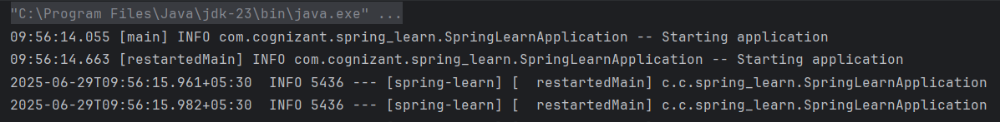 "C:\Program Files\Java\jdk-23\bin\java.exe" ...
09:56:14.055 [main] INFO com.cognizant.spring_learn.SpringLearnApplication -- Starting application
09:56:14.663 [restartedMain] INFO com.cognizant.spring_learn.SpringLearnApplication -- Starting application
2025-06-29T09:56:15.961+05:30  INFO 5436 --- [spring-learn] [  restartedMain] c.c.spring_learn.SpringLearnApplication
2025-06-29T09:56:15.982+05:30  INFO 5436 --- [spring-learn] [  restartedMain] c.c.spring_learn.SpringLearnApplication